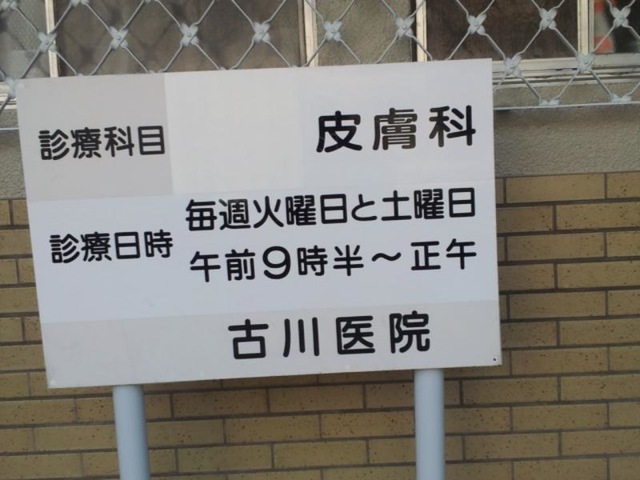 診療科目 皮膚科
診療日時 毎週火曜日と土曜日
午前9時半～正午
古川医院